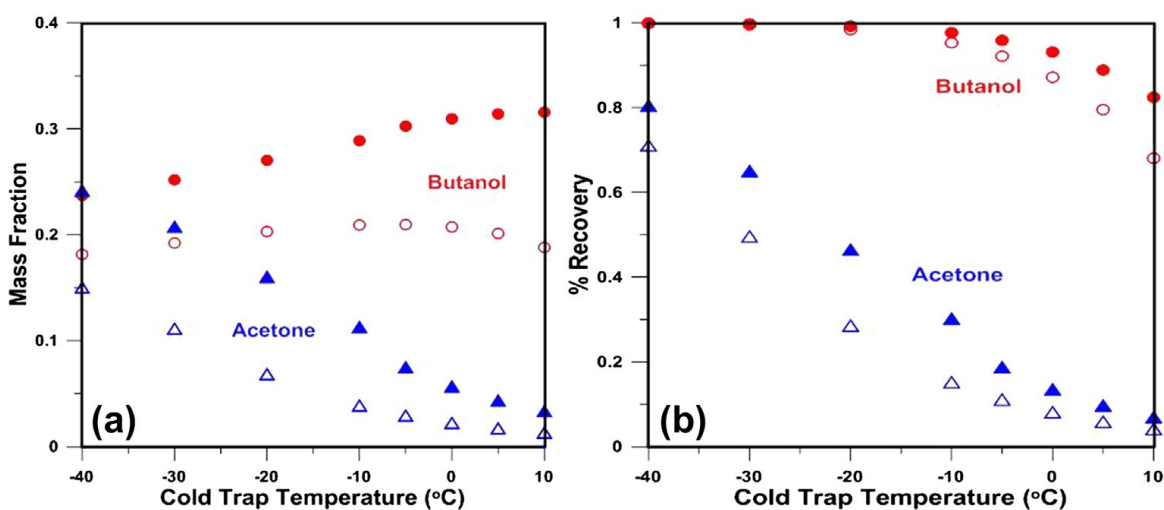 0.4
0.3
0.2
0.1
0
Mass Fraction
Butanol
Acetone
(a)
-40
-30
-20
-10
0
10
Cold Trap Temperature (°C)
1
0.8
0.6
0.4
0.2
0
% Recovery
Butanol
Acetone
(b)
-40
-30
-20
-10
0
10
Cold Trap Temperature (°C)